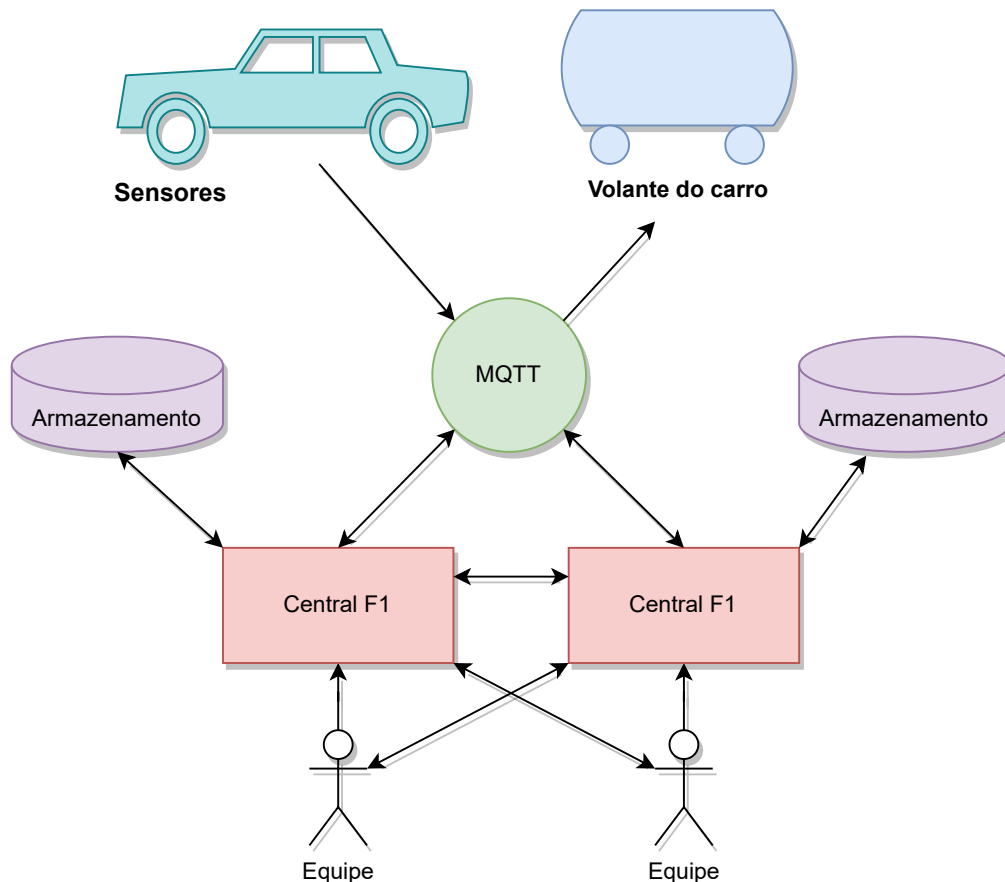 Sensores
Volante do carro
MQTT
Armazenamento
Armazenamento
Central F1
Central F1
Equipe
Equipe